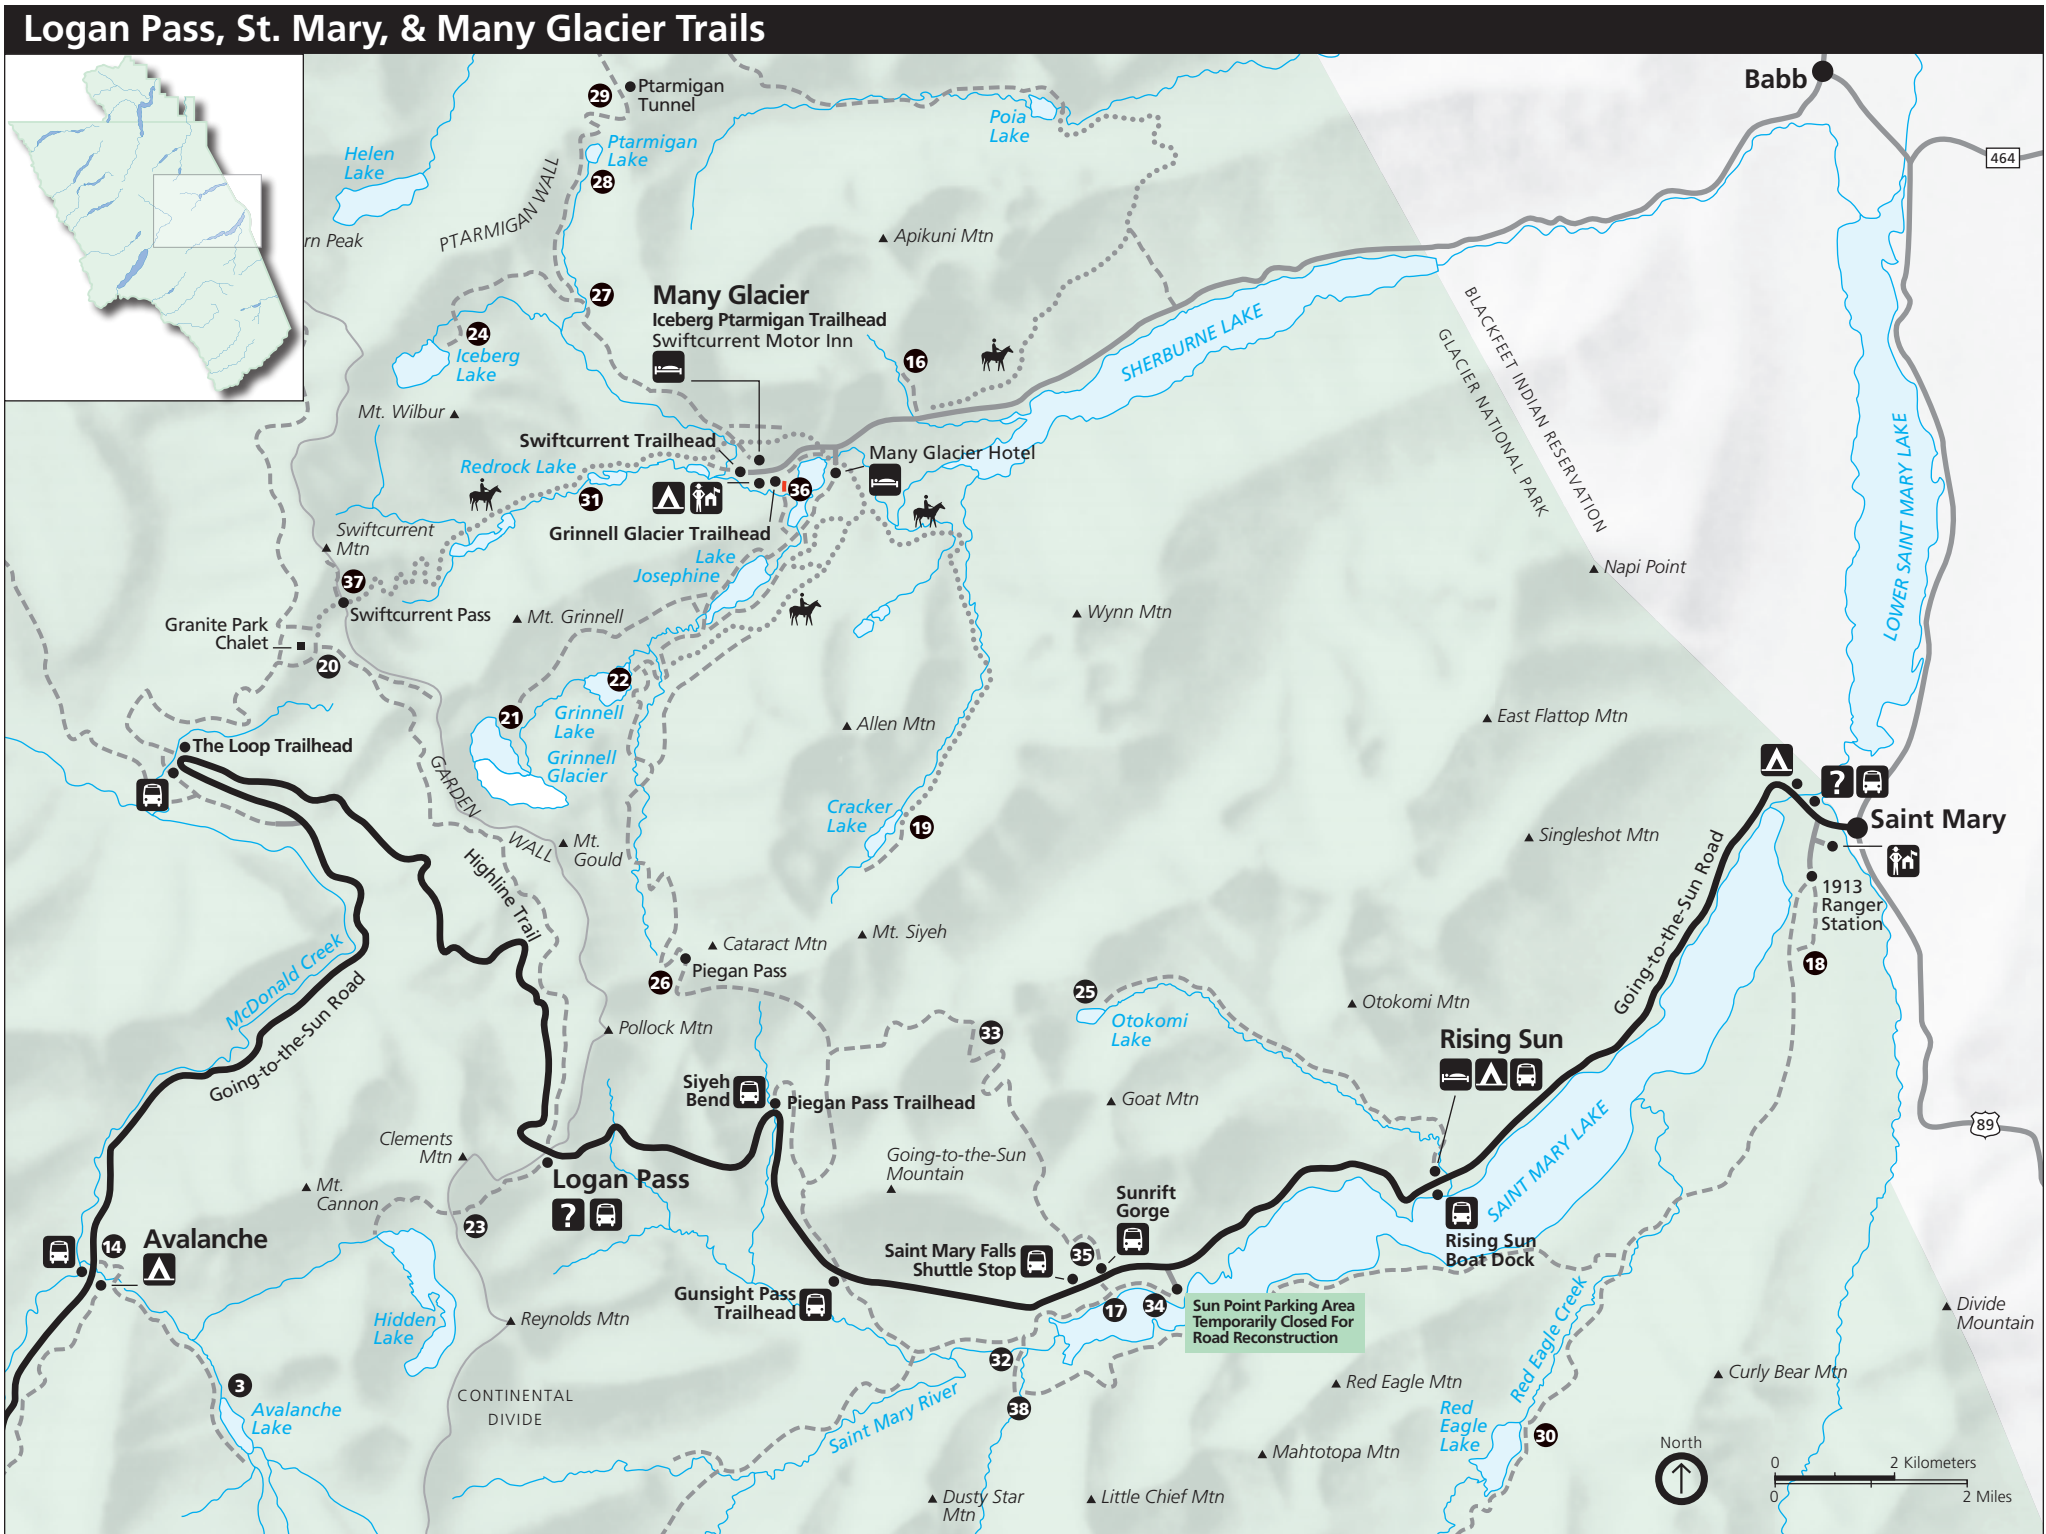 Logan Pass, St. Mary, & Many Glacier Trails
Babb
464
29
Ptarmigan
Tunnel
Poia
Lake
Helen
Lake
Ptarmigan
Lake
28
PTARMIGAN WALL
rn Peak
Apikuni Mtn
27
Many Glacier
Iceberg Ptarmigan Trailhead
Swiftcurrent Motor Inn
24
Iceberg
Lake
16
SHERBURNE LAKE
BLACKFEET INDIAN RESERVATION
GLACIER NATIONAL PARK
Mt. Wilbur
Swiftcurrent Trailhead
Many Glacier Hotel
Redrock Lake
31
36
Grinnell Glacier Trailhead
LOWER SAINT MARY LAKE
Swiftcurrent
Mtn
Lake
Josephine
37
Swiftcurrent Pass
Napi Point
Mt. Grinnell
Wynn Mtn
Granite Park
Chalet
20
22
21
Grinnell
Lake
Grinnell
Glacier
Allen Mtn
East Flattop Mtn
The Loop Trailhead
GARDEN
WALL
Cracker
Lake
19
?
Saint Mary
Singleshot Mtn
Mt.
Gould
Highline Trail
1913
Ranger
Station
18
Going-to-the-Sun Road
McDonald Creek
Going-to-the-Sun Road
Cataract Mtn
Mt. Siyeh
Piegan Pass
26
25
Otokomi
Lake
Otokomi Mtn
Pollock Mtn
33
Rising Sun
Siyeh
Bend
Piegan Pass Trailhead
Goat Mtn
89
SAINT MARY LAKE
Clements
Mtn
Going-to-the-Sun
Mountain
Logan Pass
?
Mt.
Cannon
23
Sunrift
Gorge
35
Saint Mary Falls
Shuttle Stop
Rising Sun
Boat Dock
14
Avalanche
Gunsight Pass
Trailhead
17
34
Sun Point Parking Area
Temporarily Closed For
Road Reconstruction
Hidden
Lake
Reynolds Mtn
Red Eagle Creek
Divide
Mountain
32
3
Avalanche
Lake
CONTINENTAL
DIVIDE
Saint Mary River
38
Red Eagle Mtn
Curly Bear Mtn
Red
Eagle
Lake
30
Mahtotopa Mtn
North
0
2 Kilometers
0
2 Miles
Dusty Star
Mtn
Little Chief Mtn